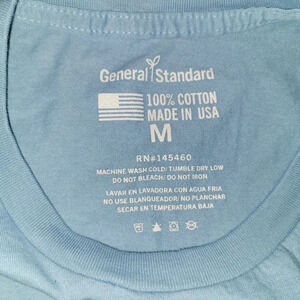 General Standard
100% COTTON
MADE IN USA
M
RN#145460
MACHINE WASH COLD/ TUMBLE DRY LOW
DO NOT BLEACH/ DO NOT IRON
LAVAR EN LAVADORA CON AGUA FRIA
NO USE BLANQUEADOR/ NO PLANCHAR
SECAR EN TEMPERATURA BAJA